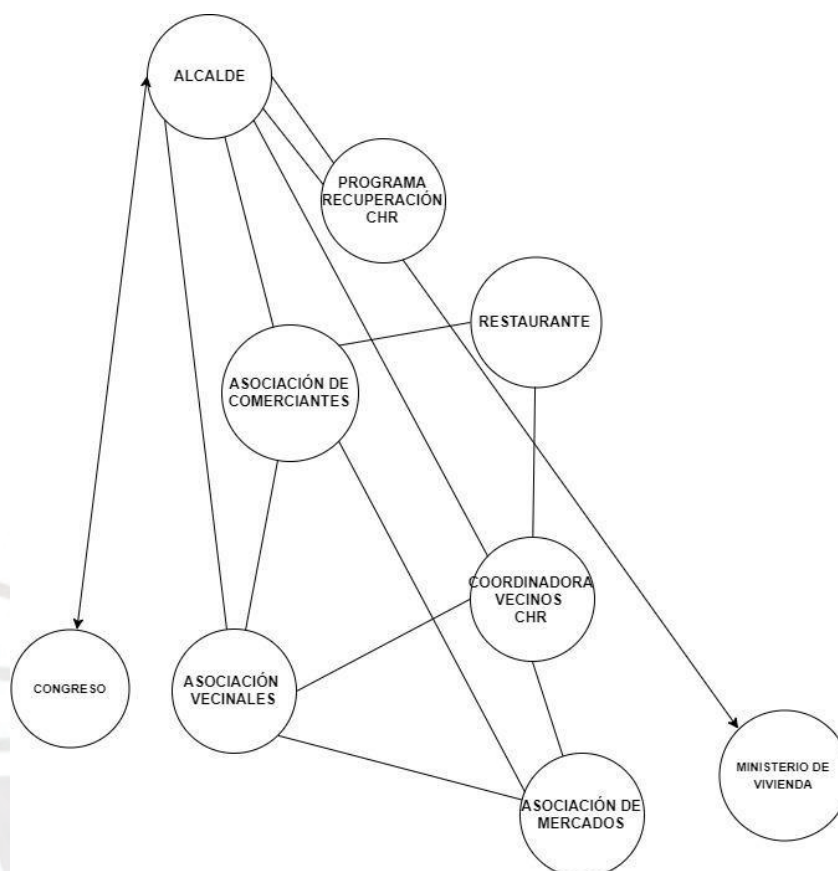 ALCALDE
PROGRAMA
RECUPERACIÓN
CHR
RESTAURANTE
ASOCIACIÓN DE
COMERCIANTES
COORDINADORA
VECINOS
CHR
ASOCIACIÓN
VECINALES
CONGRESO
MINISTERIO DE
VIVIENDA
ASOCIACIÓN DE
MERCADOS